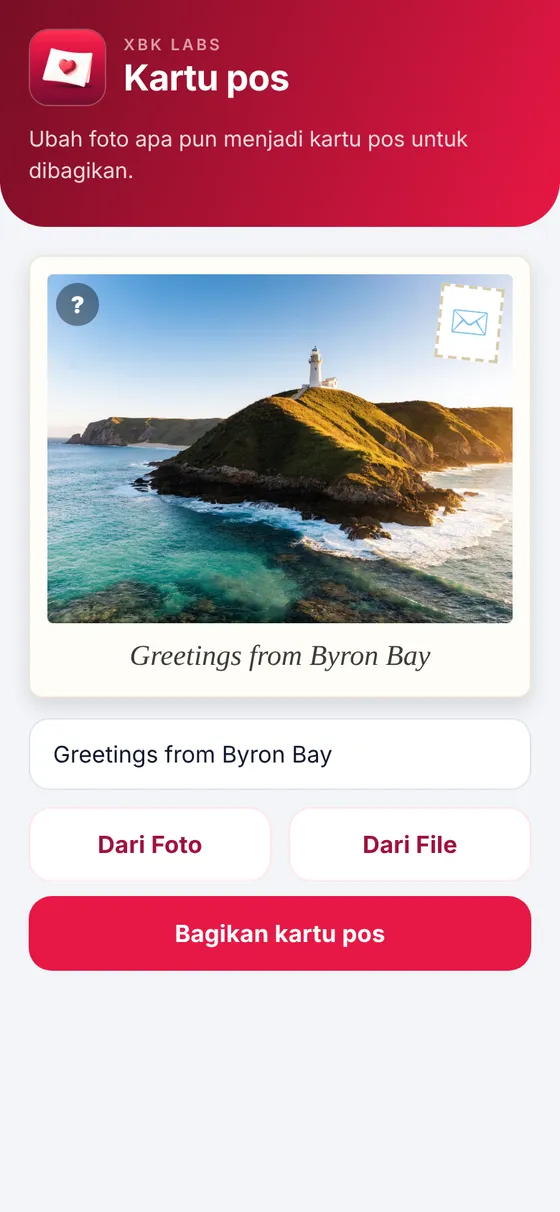 XBK LABS
Kartu pos
Ubah foto apa pun menjadi kartu pos untuk
dibagikan.
?
Greetings from Byron Bay
Greetings from Byron Bay
Dari Foto
Dari File
Bagikan kartu pos